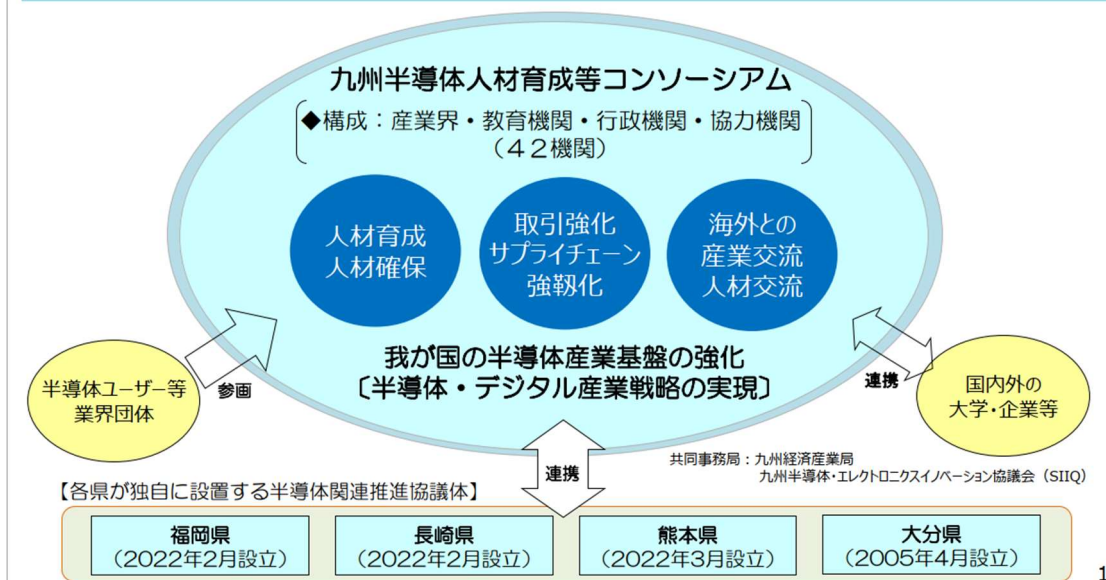 九州半導体人材育成等コンソーシアム
◆構成：産業界・教育機関・行政機関・協力機関
（４２機関）
人材育成
人材確保
取引強化
サプライチェーン
強靱化
海外との
産業交流
人材交流
半導体ユーザー等
業界団体
参画
我が国の半導体産業基盤の強化
〔半導体・デジタル産業戦略の実現〕
連携
国内外の
大学・企業等
連携
共同事務局：九州経済産業局
九州半導体・エレクトロニクスイノベーション協議会（SIIQ）
【各県が独自に設置する半導体関連推進協議体】
福岡県
（2022年2月設立）
長崎県
（2022年2月設立）
熊本県
（2022年3月設立）
大分県
（2005年4月設立）
1